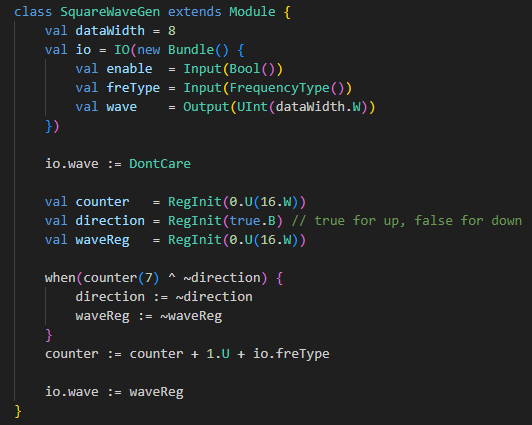 class SquareWaveGen extends Module {
    val dataWidth = 8
    val io = IO(new Bundle() {
        val enable  = Input(Bool())
        val freType = Input(FrequencyType())
        val wave    = Output(UInt(dataWidth.W))
    })

    io.wave := DontCare

    val counter   = RegInit(0.U(16.W))
    val direction = RegInit(true.B) // true for up, false for down
    val waveReg   = RegInit(0.U(16.W))

    when(counter(7) ^ ~direction) {
        direction := ~direction
        waveReg := ~waveReg
    }
    counter := counter + 1.U + io.freType

    io.wave := waveReg
}